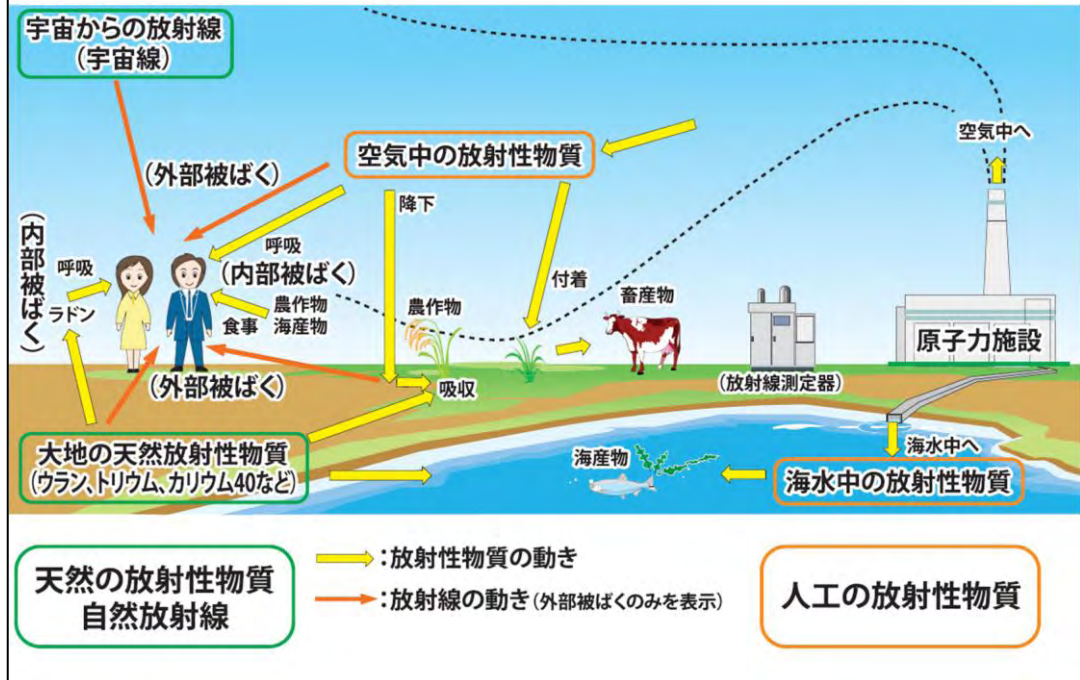 宇宙からの放射線
(宇宙線)
空気中へ
空気中の放射性物質
(外部被ばく)
降下
(内部被ばく)
呼吸
ラドン
呼吸
(内部被ばく)
農作物
海産物
食事
付着
農作物
畜産物
原子力施設
(外部被ばく)
吸収
(放射線測定器)
大地の天然放射性物質
(ウラン、トリウム、カリウム40など)
海産物
海水中へ
海水中の放射性物質
天然の放射性物質
自然放射線
:放射性物質の動き
:放射線の動き(外部被ばくのみを表示)
人工の放射性物質